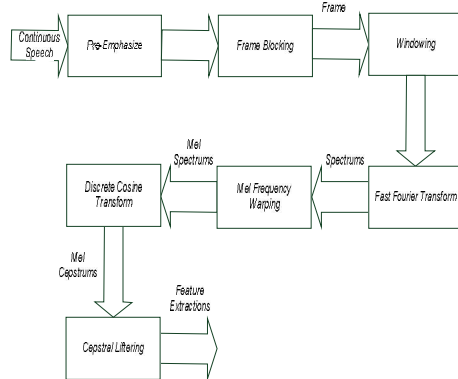 Continuous
Speech
Pre-Emphasize
Frame Blocking
Frame
Windowing
Fast Fourier Transform
Spectrums
Mel Frequency
Warping
Mel
Spectrums
Discrete Cosine
Transform
Mel
Cepstrums
Cepstral Liftering
Feature
Extractions